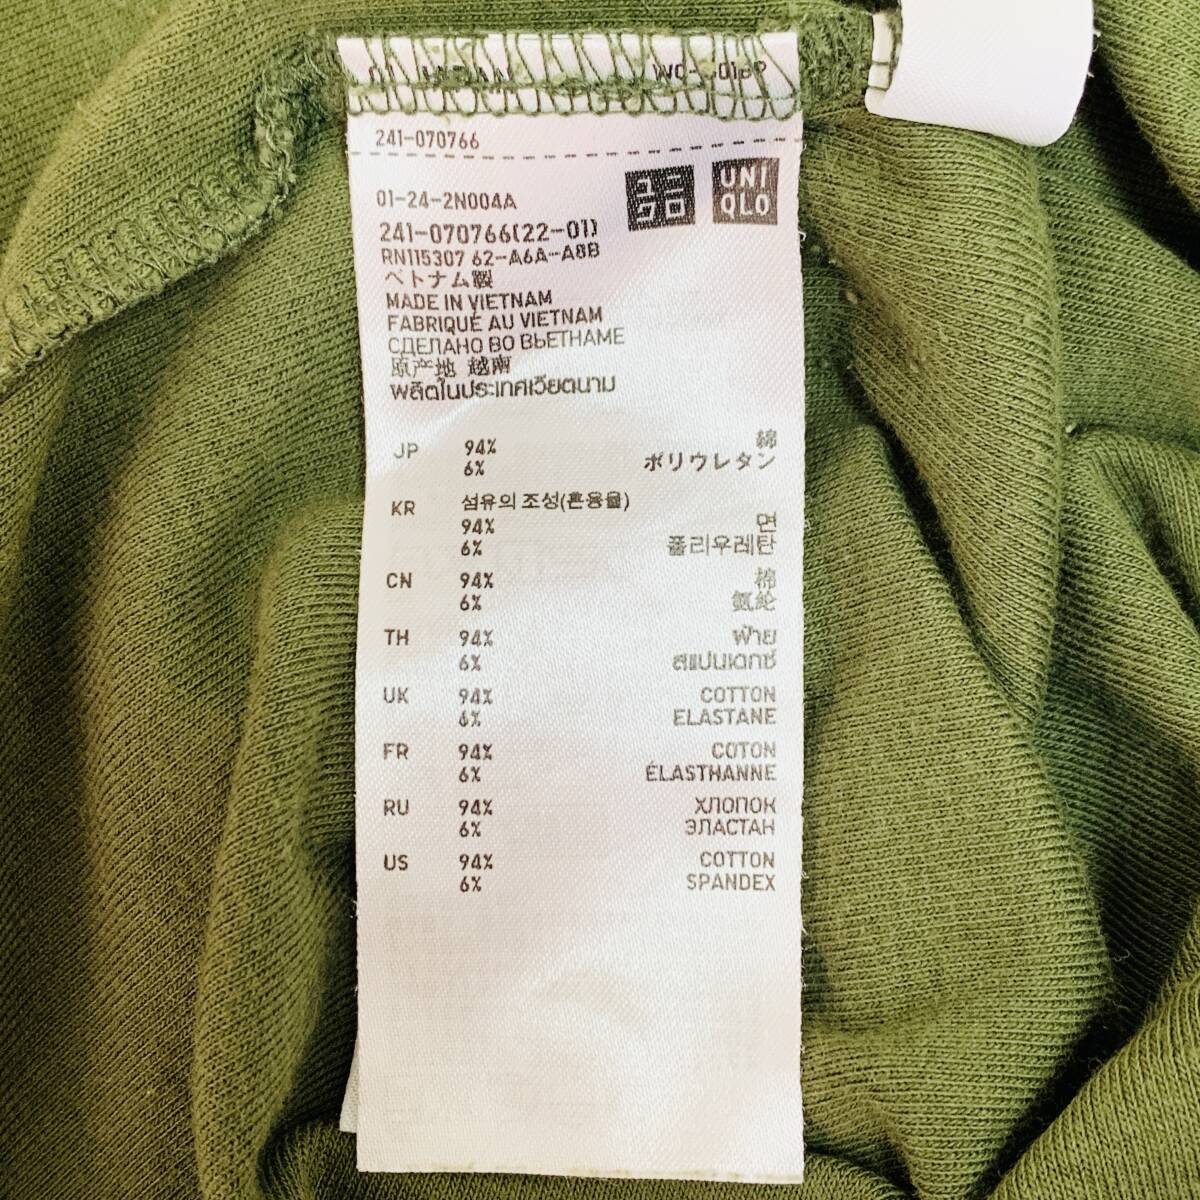 241-070766
01-24-2N004A
ユニクロ
UNIQLO
241-070766(22-01)
RN115307 62-A6A-A8B
ベトナム製
MADE IN VIETNAM
FABRIQUÉ AU VIETNAM
СДЕЛАНО ВО ВЬЕТНАМЕ
原产地 越南
ผลิตในประเทศเวียดนาม
JP 94% 綿
6% ポリウレタン
KR 섬유의 조성(혼용율)
94% 면
6% 폴리우레탄
CN 94% 棉
6% 氨纶
TH 94% ฝ้าย
6% สแปนเดกซ์
UK 94% COTTON
6% ELASTANE
FR 94% COTON
6% ÉLASTHANNE
RU 94% ХЛОПОК
6% ЭЛАСТАН
US 94% COTTON
6% SPANDEX